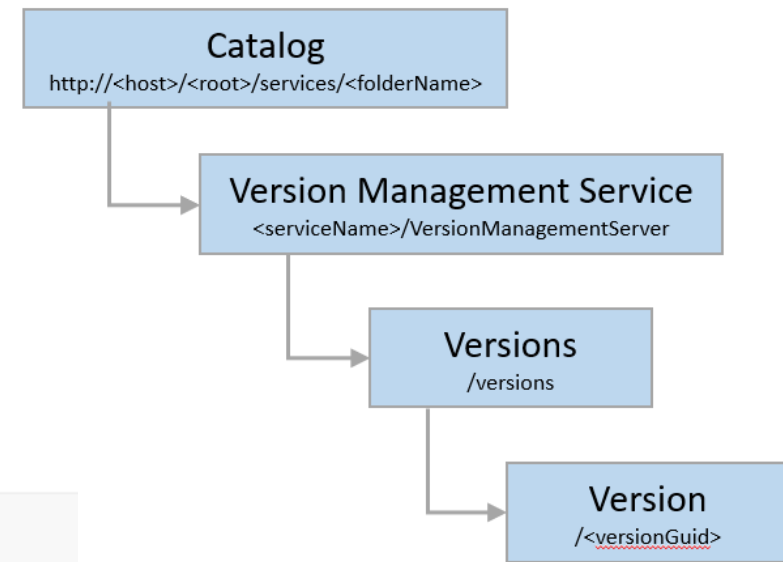 Catalog
http://<host>/<root>/services/<folderName>
Version Management Service
<serviceName>/VersionManagementServer
Versions
/versions
Version
/<versionGuid>